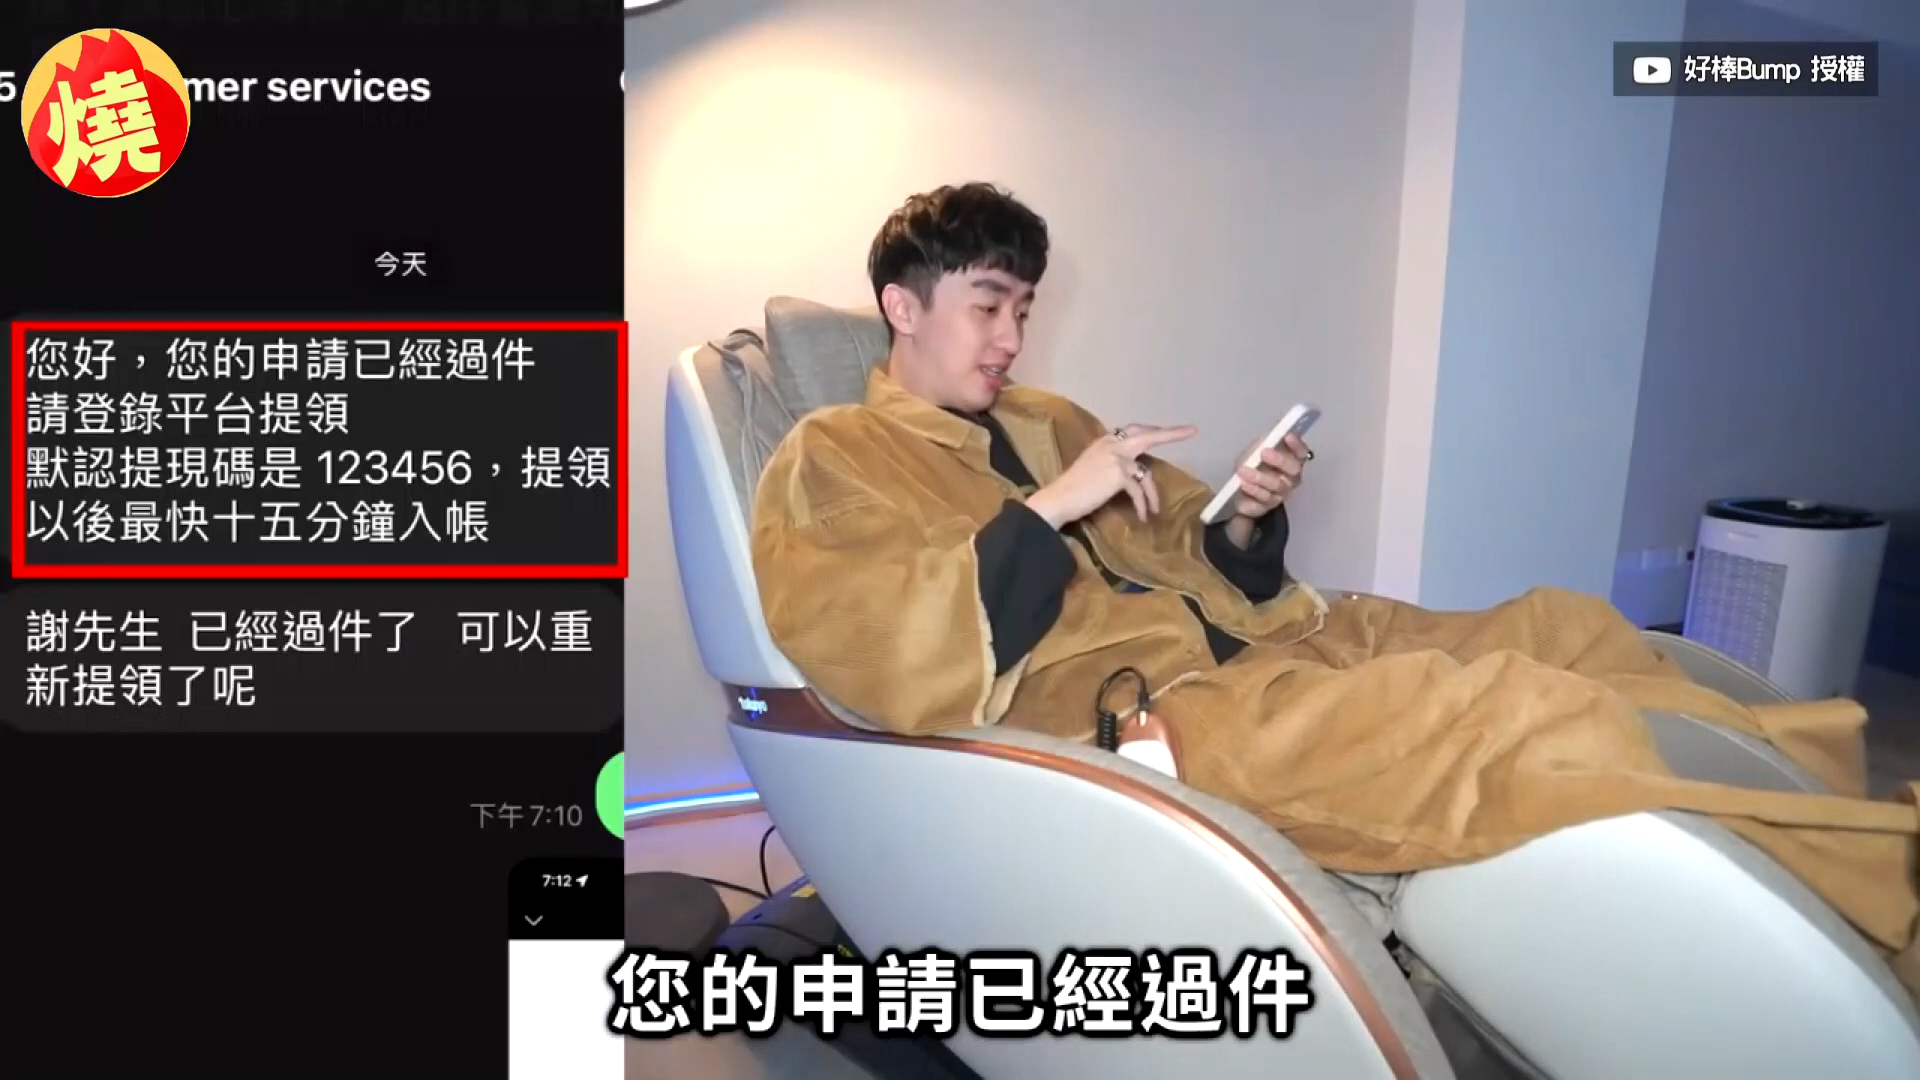 燒
mer services
好棒Bump 授權
今天
您好，您的申請已經過件
請登錄平台提領
默認提現碼是 123456，提領
以後最快十五分鐘入帳
謝先生 已經過件了 可以重
新提領了呢
下午 7:10
7:12
您的申請已經過件